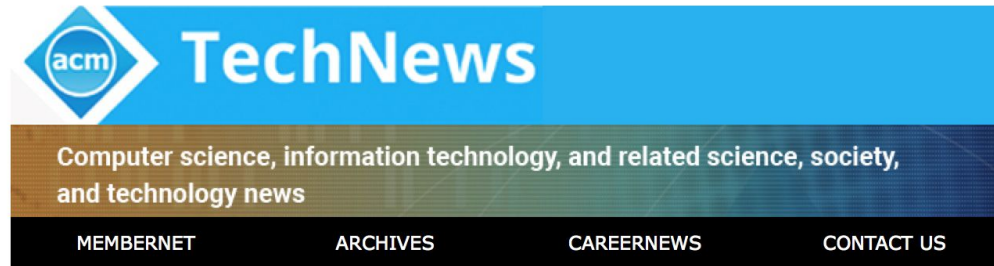 acm TechNews
Computer science, information technology, and related science, society,
and technology news
MEMBERNET ARCHIVES CAREERNEWS CONTACT US